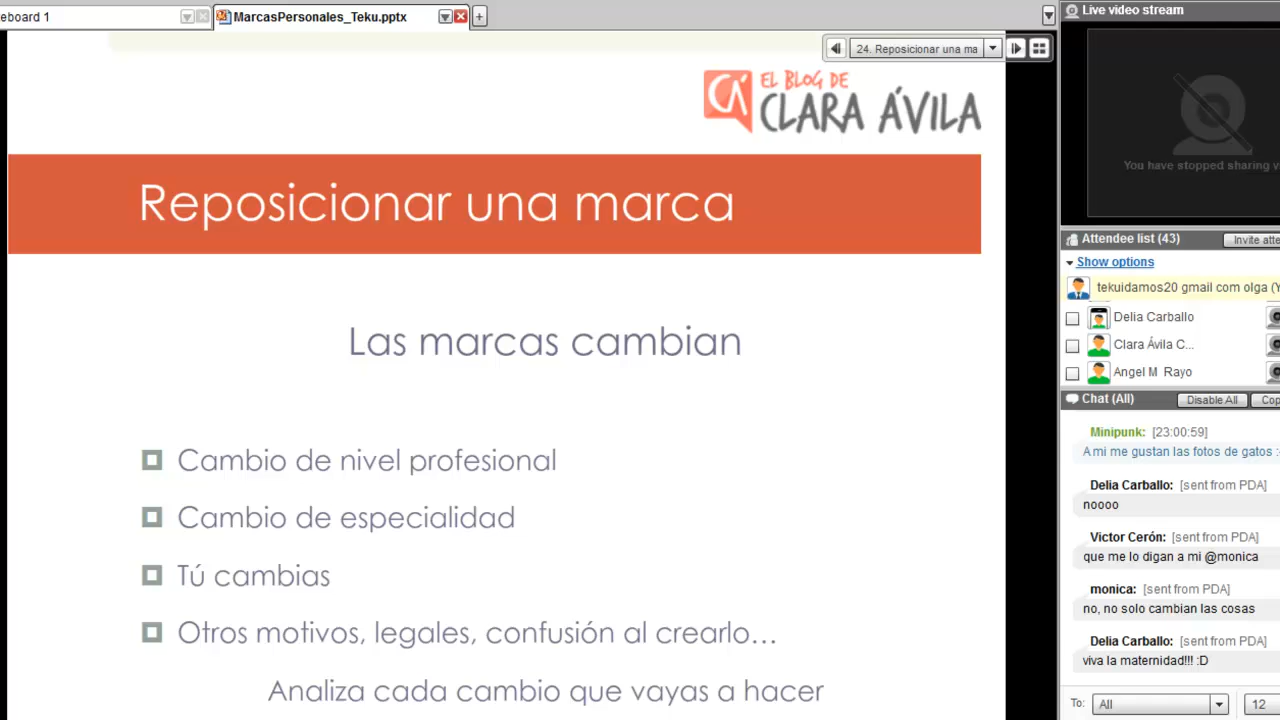 eboard 1
MarcasPersonales_Teku.pptx
24. Reposicionar una ma
EL BLOG DE
CLARA ÁVILA
CÁ
Reposicionar una marca
Las marcas cambian
Cambio de nivel profesional
Cambio de especialidad
Tú cambias
Otros motivos, legales, confusión al crearlo...
Analiza cada cambio que vayas a hacer
Live video stream
You have stopped sharing
Attendee list (43)
Invite atte
Show options
tekuidamos20 gmail com olga (Y
Delia Carballo
Clara Ávila C...
Angel M Rayo
Chat (All)
Disable All
Cop
Minipunk: [23:00:59]
A mi me gustan las fotos de gatos :
Delia Carballo: [sent from PDA]
noooo
Victor Cerón: [sent from PDA]
que me lo digan a mi @monica
monica: [sent from PDA]
no, no solo cambian las cosas
Delia Carballo: [sent from PDA]
viva la maternidad!!! :D
To: All
12